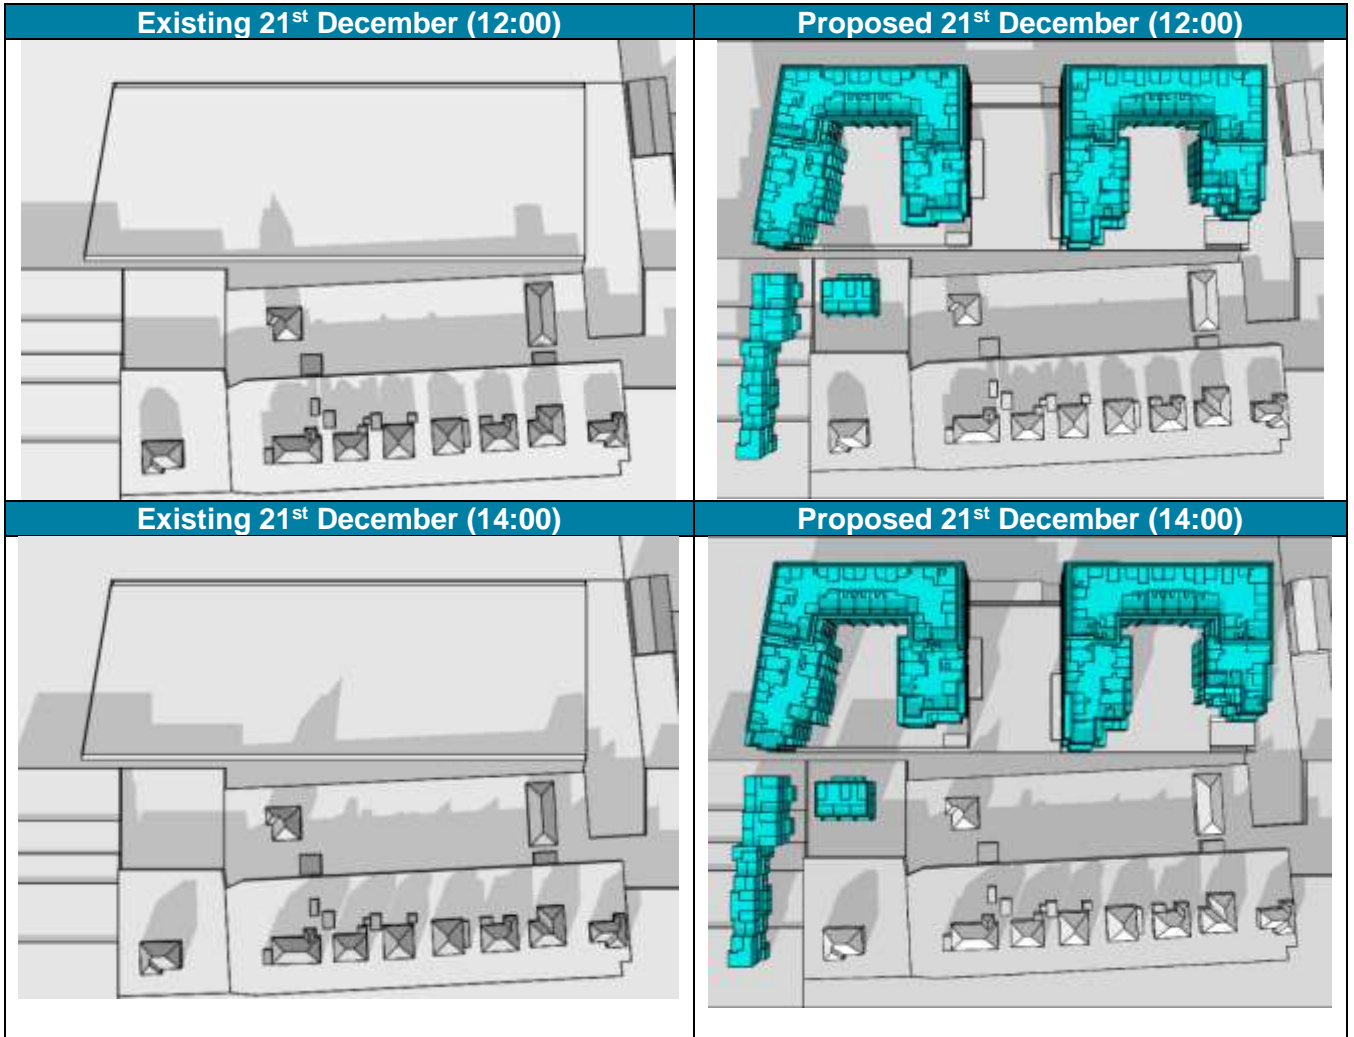 Existing 21st December (12:00)
Proposed 21st December (12:00)
Existing 21st December (14:00)
Proposed 21st December (14:00)